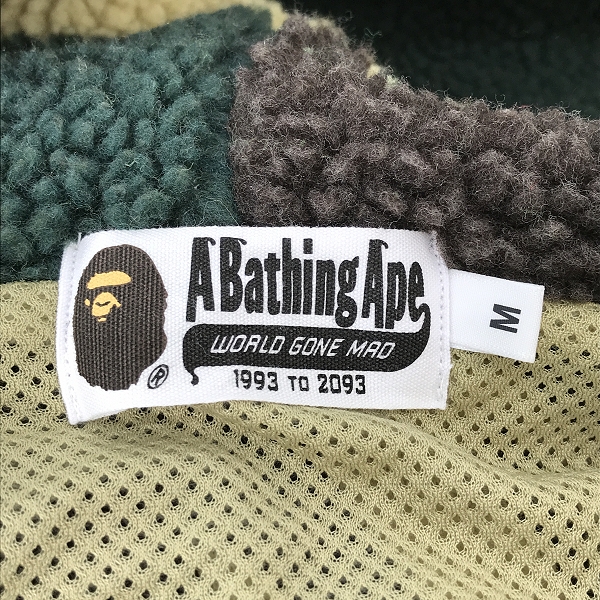 A Bathing Ape
WORLD GONE MAD
1993 TO 2093
®
M